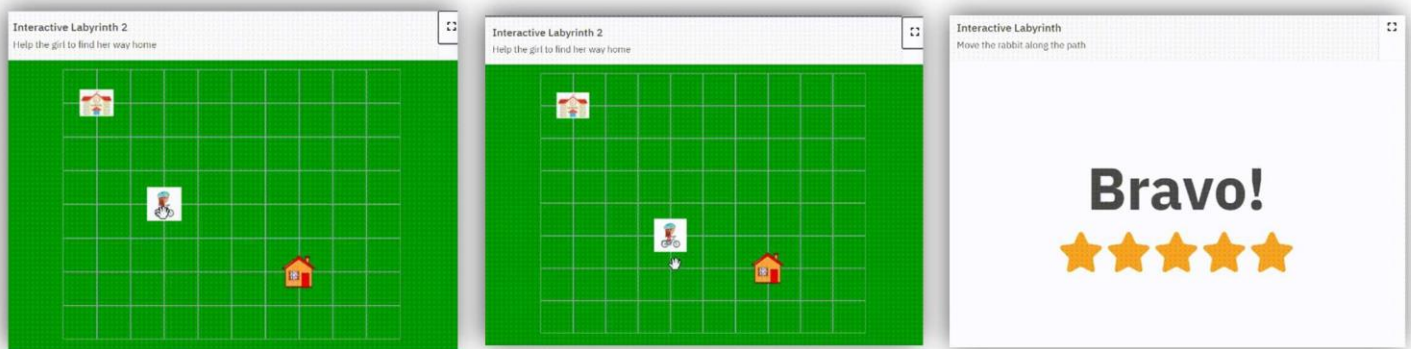 Interactive Labyrinth 2
Help the girl to find her way home
Interactive Labyrinth 2
Help the girl to find her way home
Interactive Labyrinth
Move the rabbit along the path
Bravo!